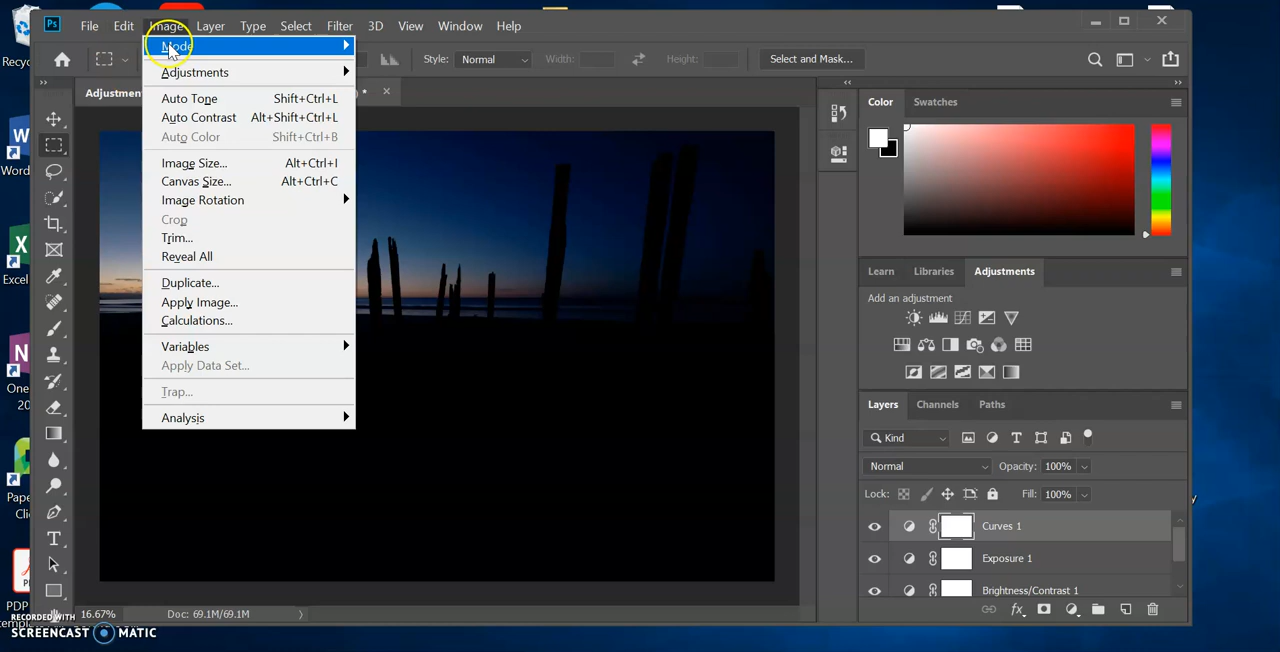 Recyc
Ps
File Edit Image Layer Type Select Filter 3D View Window Help
Style: Normal Width: Height: Select and Mask...
Adjustmen * ×
Mode
Adjustments
Auto Tone Shift+Ctrl+L
Auto Contrast Alt+Shift+Ctrl+L
Auto Color Shift+Ctrl+B
Image Size... Alt+Ctrl+I
Canvas Size... Alt+Ctrl+C
Image Rotation
Crop
Trim...
Reveal All
Duplicate...
Apply Image...
Calculations...
Variables
Apply Data Set...
Trap...
Analysis
Color Swatches
Learn Libraries Adjustments
Add an adjustment
Layers Channels Paths
Kind
Normal Opacity: 100%
Lock: Fill: 100%
Curves 1
Exposure 1
Brightness/Contrast 1
fx
16.67% Doc: 69.1M/69.1M
Word
Excel
One
20
Pape
Clic
PDP
RECORDED WITH
SCREENCAST MATIC